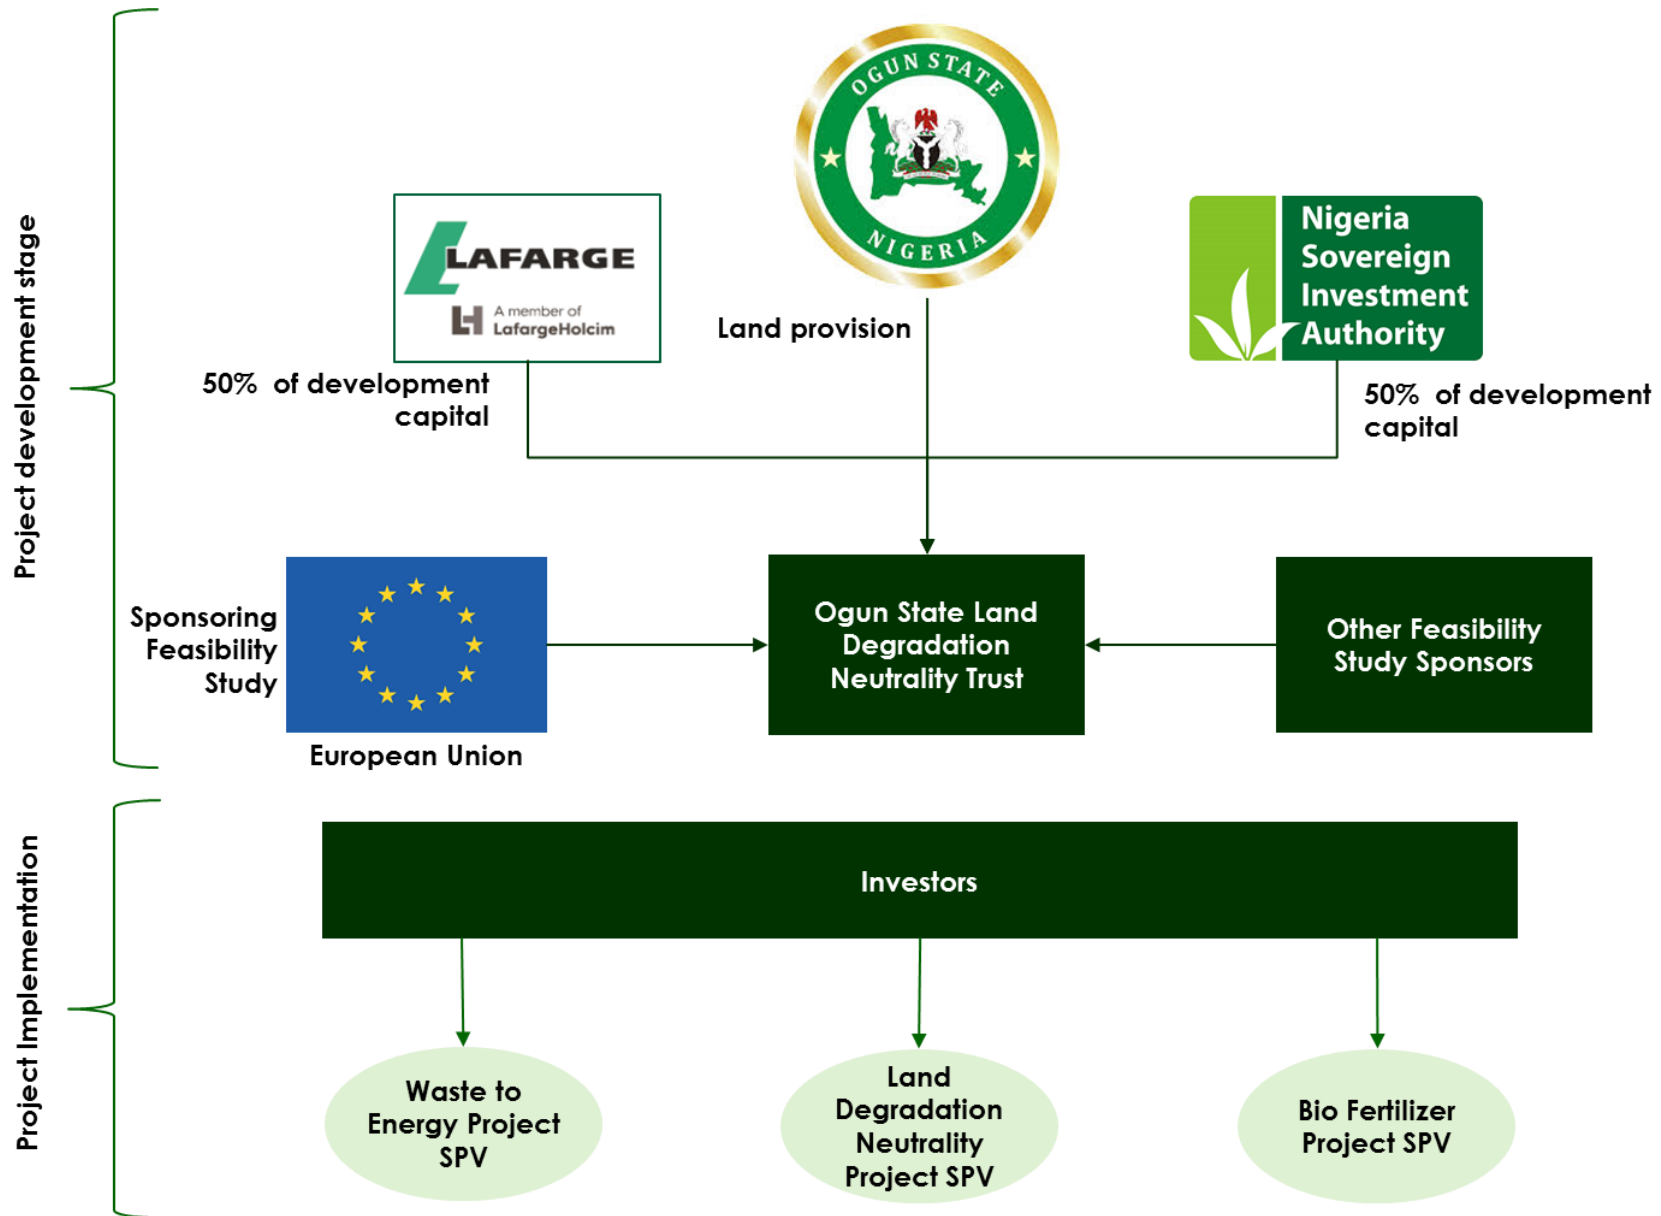 Project development stage
OGUN STATE
NIGERIA
LAFARGE
LH
A member of
LafargeHolcim
Nigeria
Sovereign
Investment
Authority
Land provision
50% of development
capital
50% of development
capital
Sponsoring
Feasibility
Study
European Union
Ogun State Land
Degradation
Neutrality Trust
Other Feasibility
Study Sponsors
Project Implementation
Investors
Waste to
Energy Project
SPV
Land
Degradation
Neutrality
Project SPV
Bio Fertilizer
Project SPV